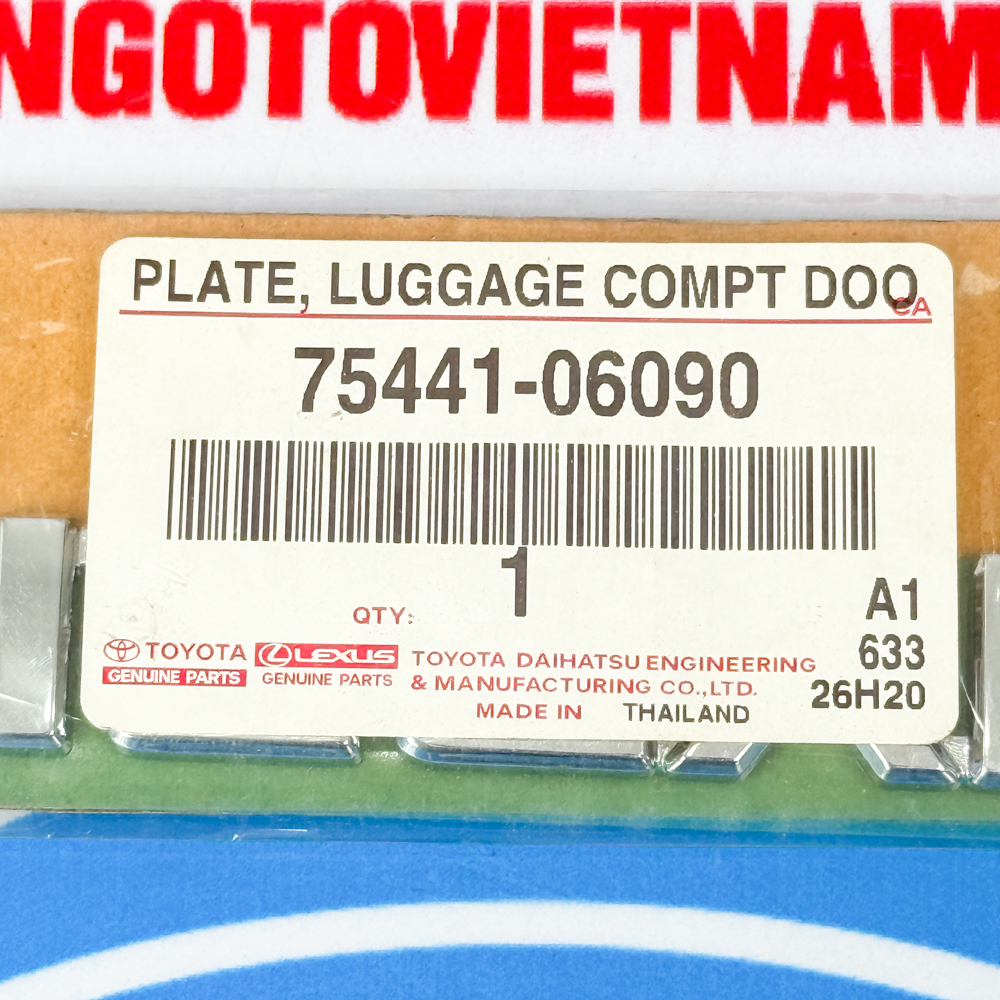 NGOTOVIETNAM
PLATE, LUGGAGE COMPT DOO
CA
75441-06090
1
QTY:
A1
633
26H20
TOYOTA
GENUINE PARTS
LEXUS
GENUINE PARTS
TOYOTA DAIHATSU ENGINEERING
& MANUFACTURING CO.,LTD.
MADE IN THAILAND